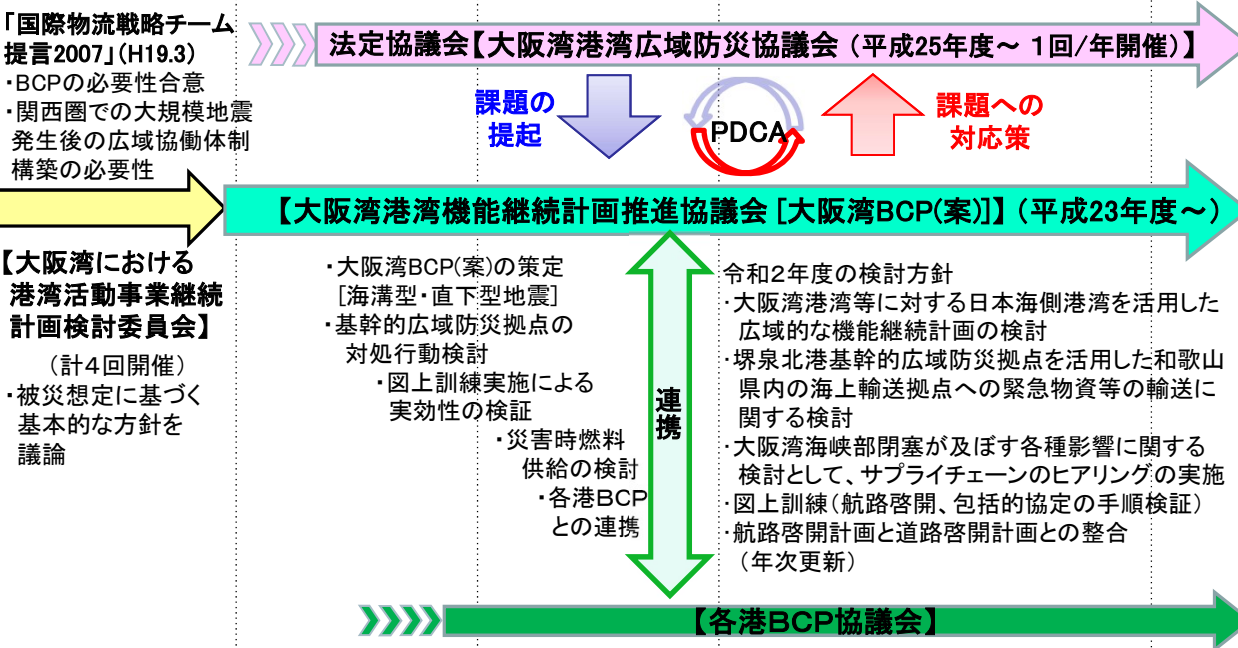 「国際物流戦略チーム
提言2007」(H19.3)
・BCPの必要性合意
・関西圏での大規模地震
発生後の広域協働体制
構築の必要性
法定協議会【大阪湾港湾広域防災協議会 (平成25年度～ 1回/年開催)】
課題の
提起
PDCA
課題への
対応策
【大阪湾港湾機能継続計画推進協議会 [大阪湾BCP(案)]】 (平成23年度～)
【大阪湾における
港湾活動事業継続
計画検討委員会】
(計4回開催)
・被災想定に基づく
基本的な方針を
議論
・大阪湾BCP(案)の策定
[海溝型・直下型地震]
・基幹的広域防災拠点の
対処行動検討
・図上訓練実施による
実効性の検証
・災害時燃料
供給の検討
・各港BCP
との連携
連携
令和2年度の検討方針
・大阪湾港湾等に対する日本海側港湾を活用した
広域的な機能継続計画の検討
・堺泉北港基幹的広域防災拠点を活用した和歌山
県内の海上輸送拠点への緊急物資等の輸送に
関する検討
・大阪湾海峡部閉塞が及ぼす各種影響に関する
検討として、サプライチェーンのヒアリングの実施
・図上訓練(航路啓開、包括的協定の手順検証)
・航路啓開計画と道路啓開計画との整合
(年次更新)
【各港BCP協議会】